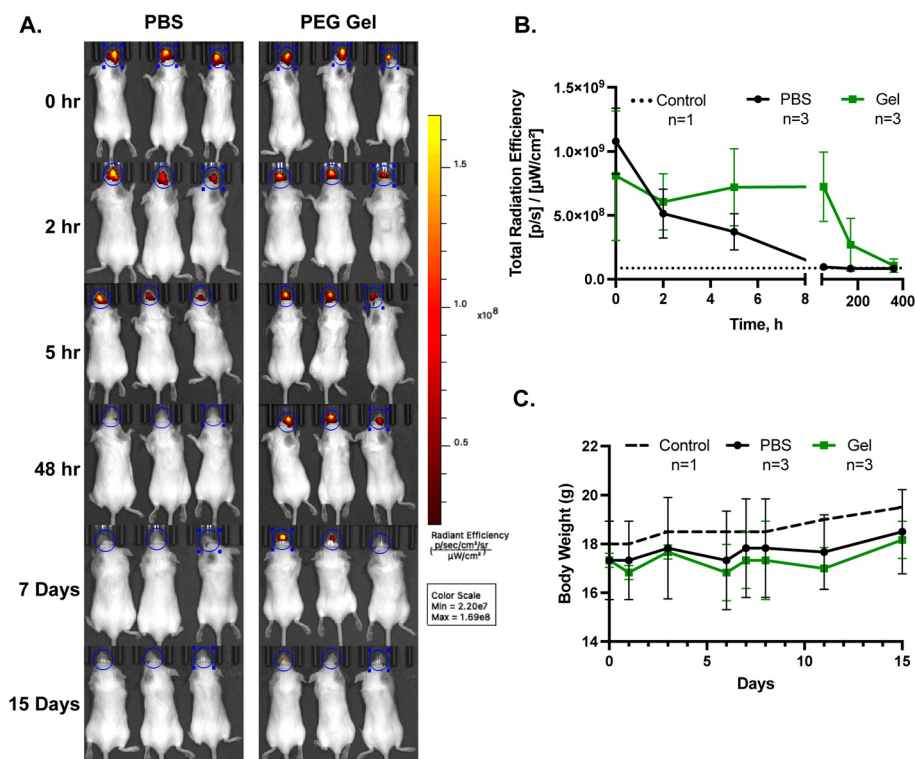 A.
PBS
PEG Gel
0 hr
2 hr
5 hr
48 hr
7 Days
15 Days
1.5
1.0
x10⁸
0.5
Radiant Efficiency
(p/sec/cm²/sr / µW/cm²)
Color Scale
Min = 2.20e7
Max = 1.69e8
B.
Total Radiation Efficiency
[p/s] / [µW/cm²]
1.5×10⁹
1.0×10⁹
5.0×10⁸
0.0
Control
n=1
PBS
n=3
Gel
n=3
0 2 4 6 8 200 400
Time, h
C.
Body Weight (g)
22
20
18
16
14
Control
n=1
PBS
n=3
Gel
n=3
0 5 10 15
Days